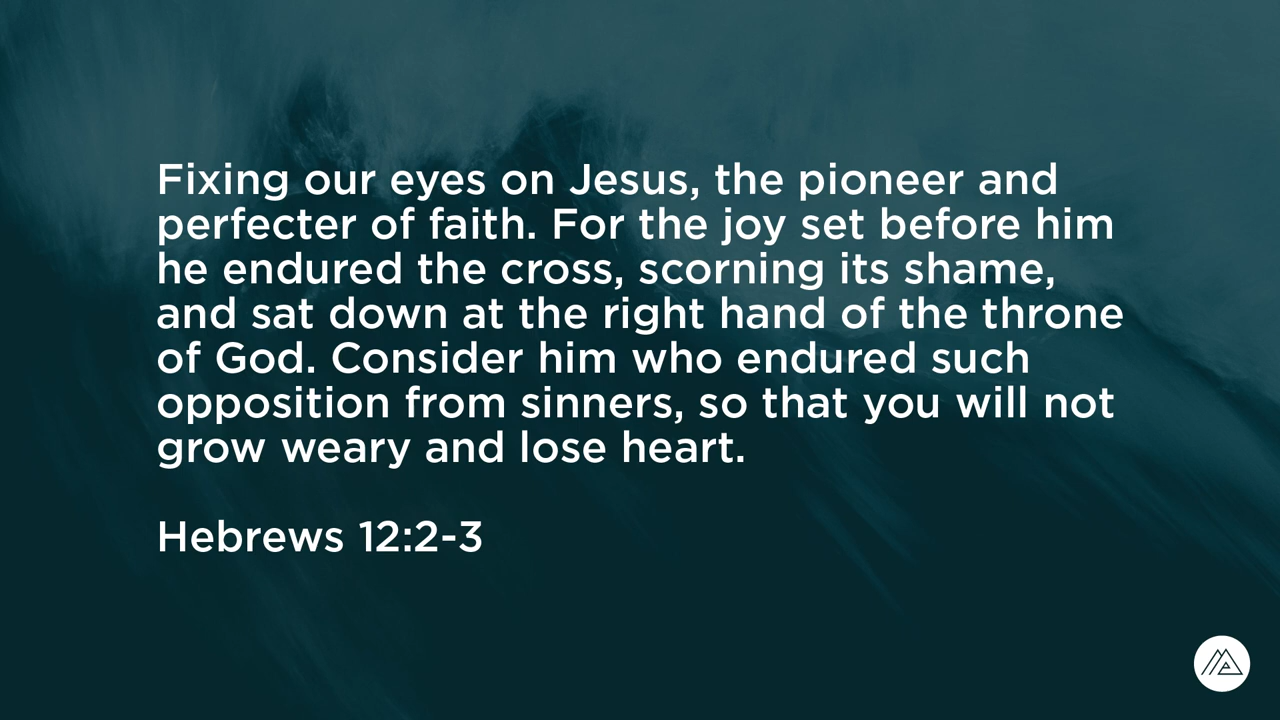 Fixing our eyes on Jesus, the pioneer and
perfecter of faith. For the joy set before him
he endured the cross, scorning its shame,
and sat down at the right hand of the throne
of God. Consider him who endured such
opposition from sinners, so that you will not
grow weary and lose heart.
Hebrews 12:2-3